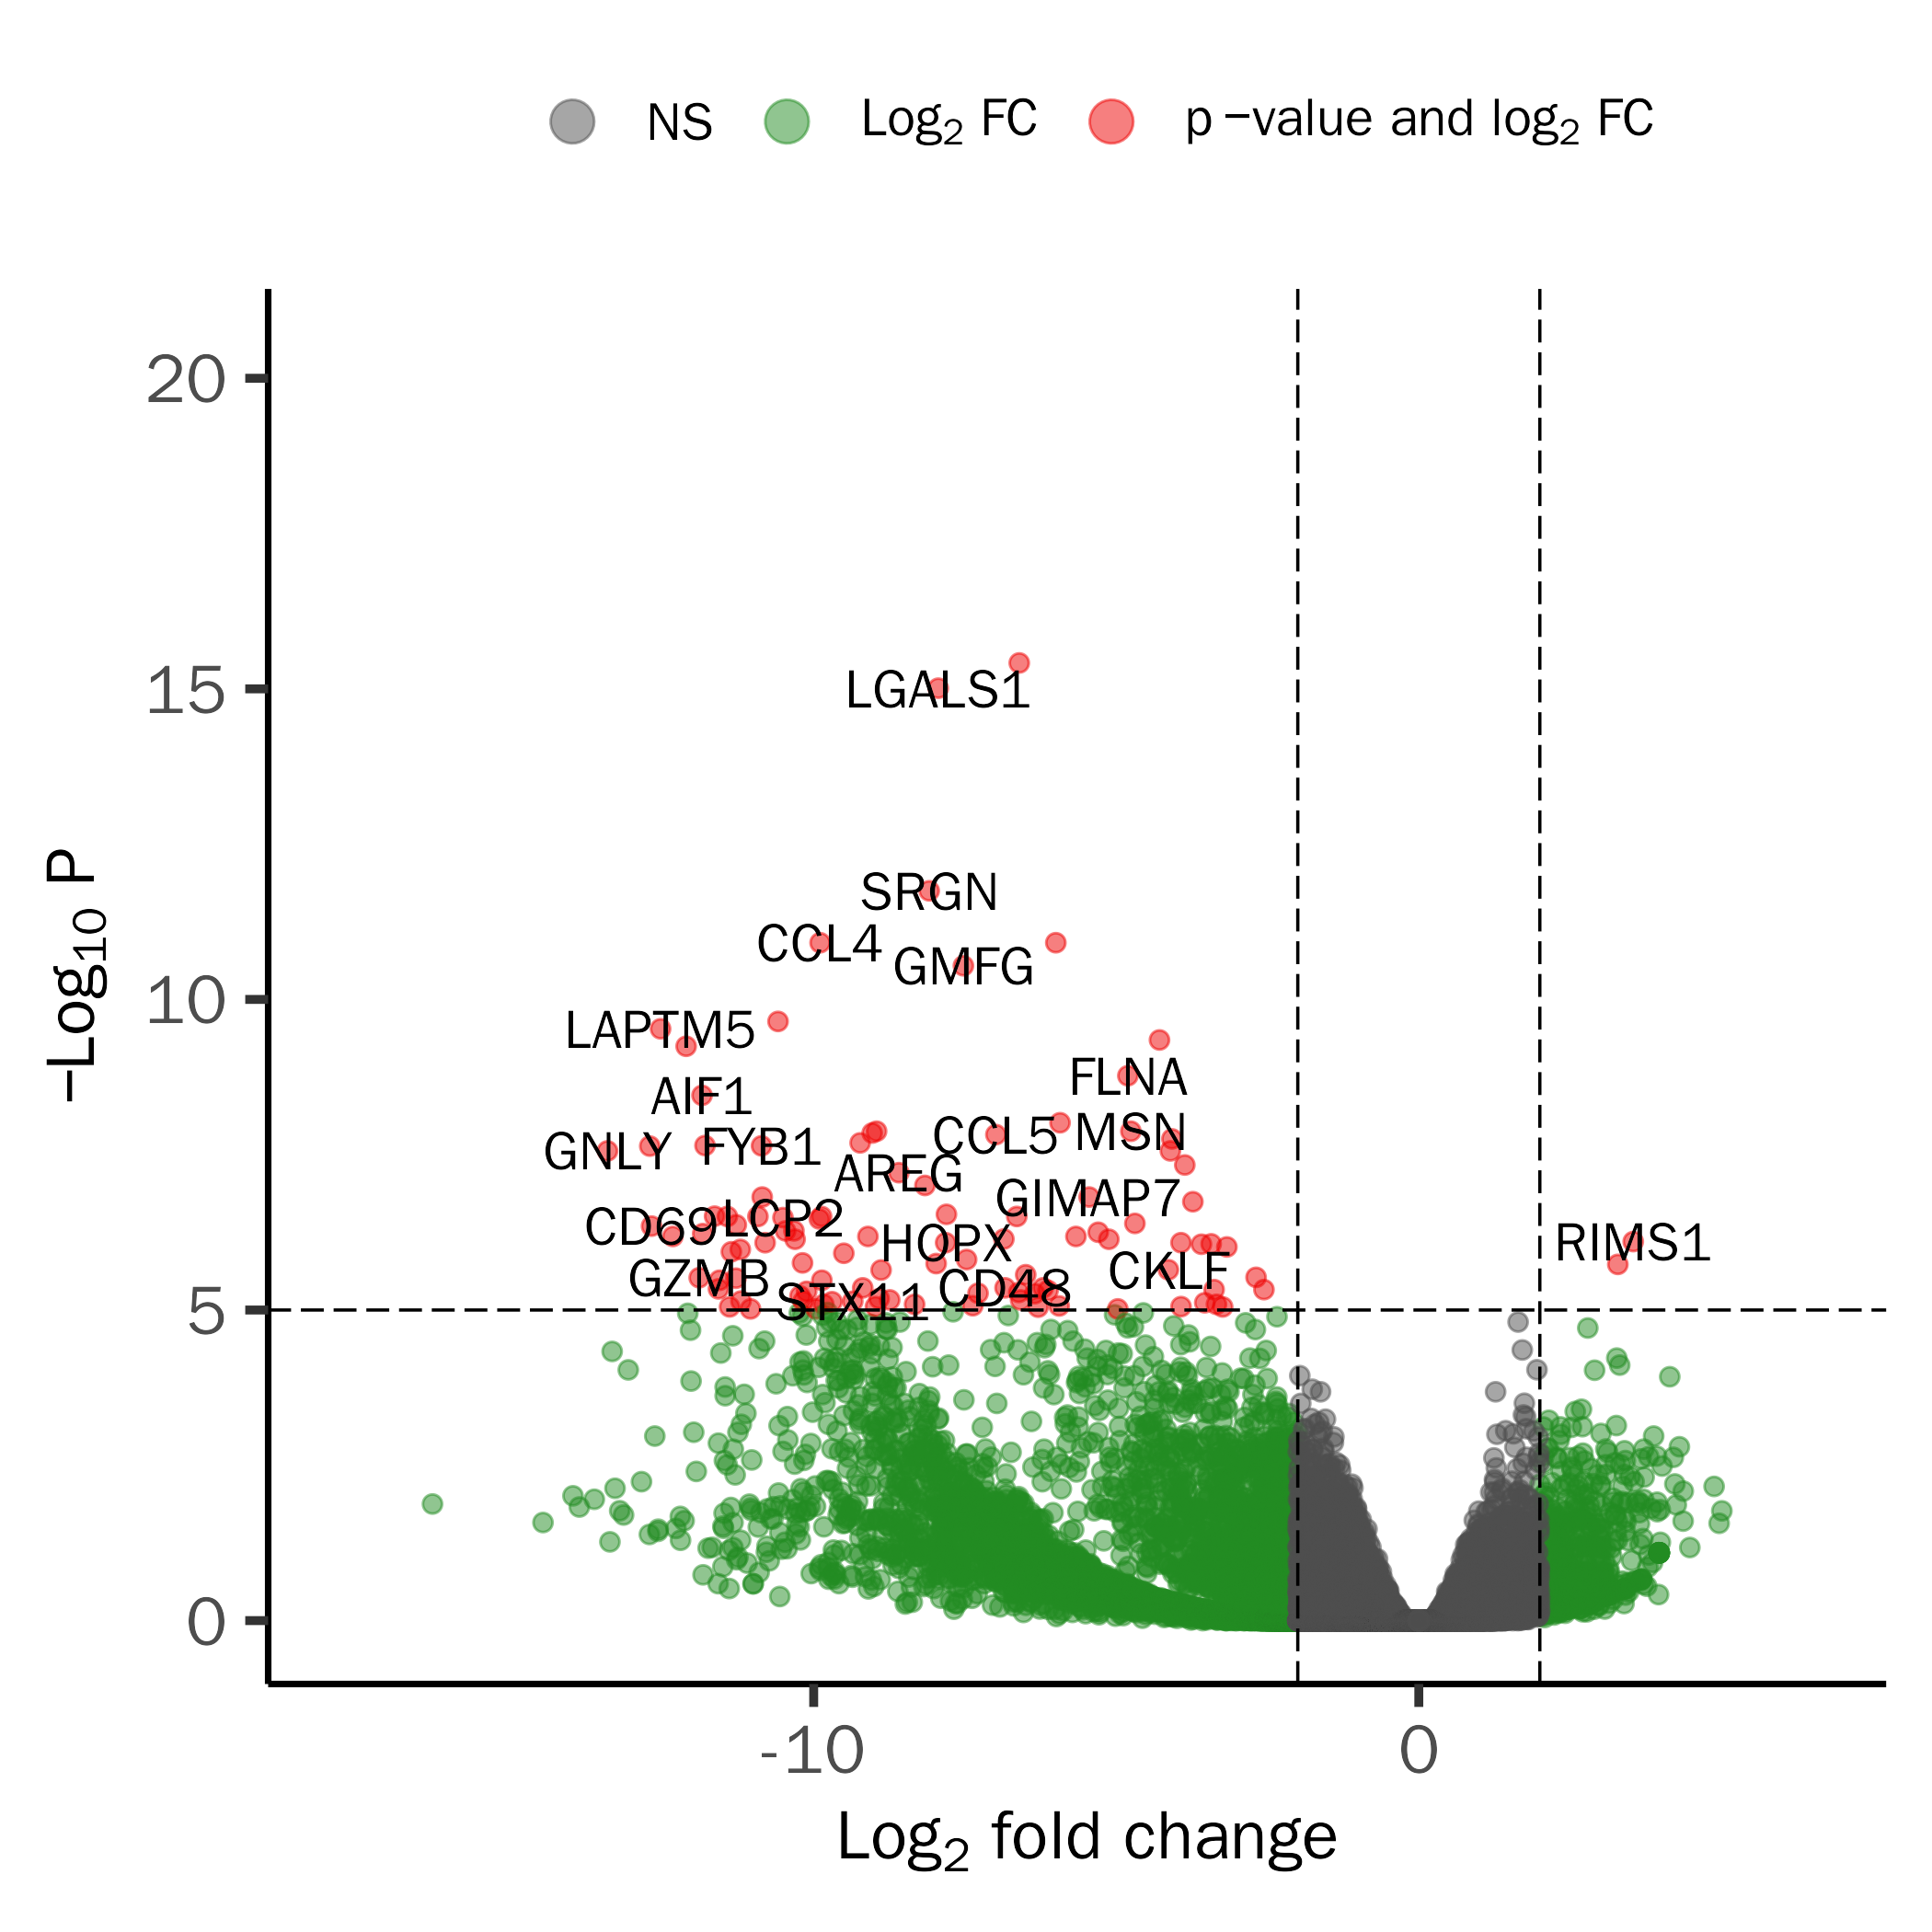 NS Log2 FC p −value and log2 FC
20
15
10
5
0
−Log10 P
LGALS1
SRGN
CCL4
GMFG
LAPTM5
FLNA
AIF1
CCL5 MSN
GNLY FYB1
AREG
GIMAP7
CD69 LCP2
HOPX
RIMS1
CKLF
GZMB
CD48
STX11
-10 0
Log2 fold change